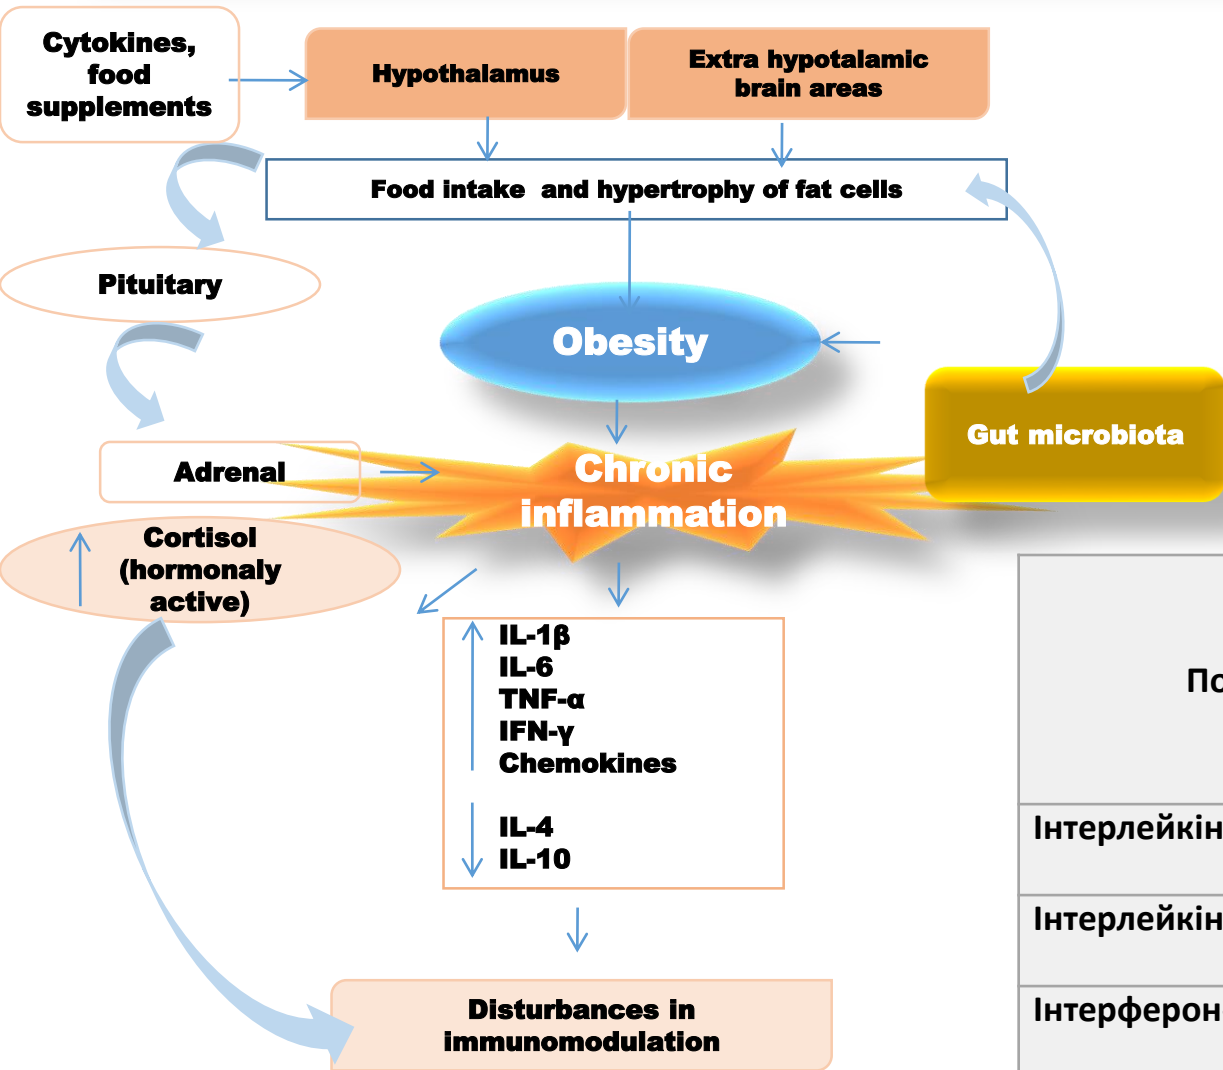 Cytokines,
food
supplements
Hypothalamus
Extra hypotalamic
brain areas
Food intake and hypertrophy of fat cells
Pituitary
Obesity
Gut microbiota
Adrenal
Chronic
inflammation
Cortisol
(hormonaly
active)
IL-1β
IL-6
TNF-α
IFN-γ
Chemokines
IL-4
IL-10
Disturbances in
immunomodulation
По
Інтерлейкін
Інтерлейкін
Інтерферон